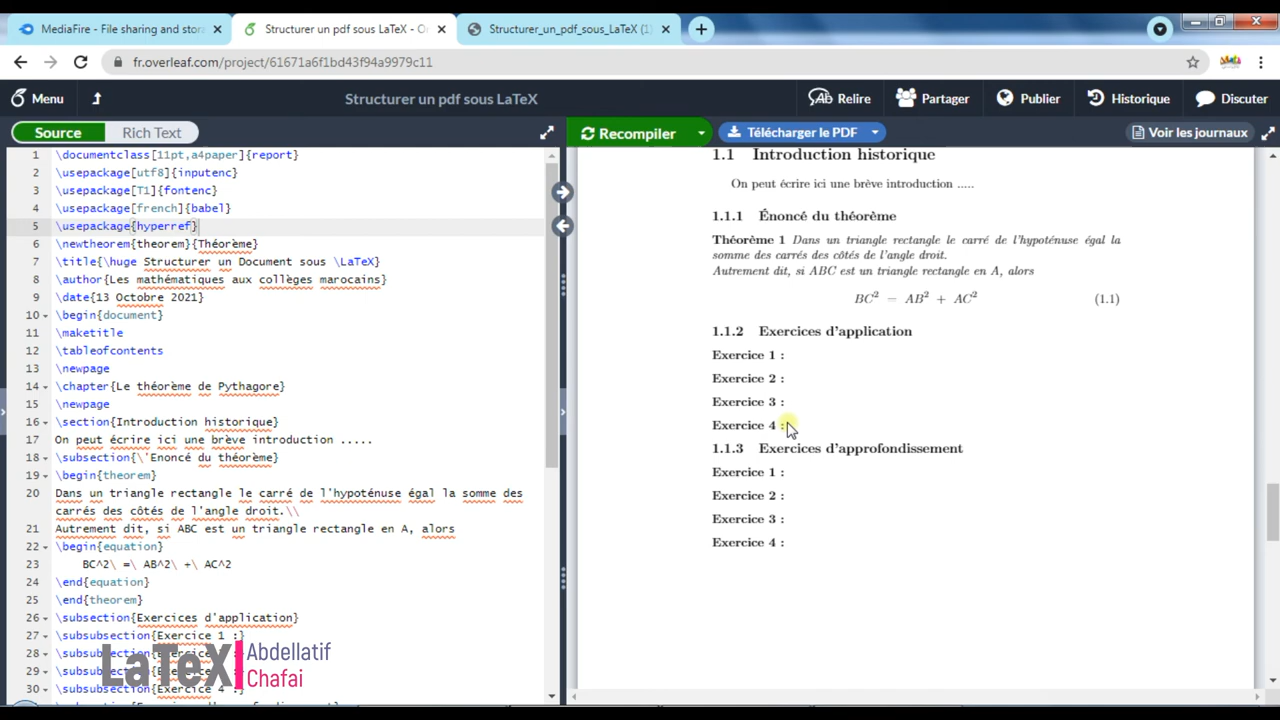 MediaFire - File sharing and stora
Structurer un pdf sous LaTeX - O
Structurer_un_pdf_sous_LaTeX (1
fr.overleaf.com/project/61671a6f1bd43f94a9979c11
Menu
Structurer un pdf sous LaTeX
Relire
Partager
Publier
Historique
Discuter
Source
Rich Text
Recompiler
Télécharger le PDF
Voir les journaux
1 \documentclass[11pt,a4paper]{report}
2 \usepackage[utf8]{inputenc}
3 \usepackage[T1]{fontenc}
4 \usepackage[french]{babel}
5 \usepackage{hyperref}
6 \newtheorem{theorem}{Théorème}
7 \title{\huge Structurer un Document sous \LaTeX}
8 \author{Les mathématiques aux collèges marocains}
9 \date{13 Octobre 2021}
10 \begin{document}
11 \maketitle
12 \tableofcontents
13 \newpage
14 \chapter{Le théorème de Pythagore}
15 \newpage
16 \section{Introduction historique}
17 On peut écrire ici une brève introduction .....
18 \subsection{\'Enoncé du théorème}
19 \begin{theorem}
20 Dans un triangle rectangle le carré de l'hypoténuse égal la somme des
carrés des côtés de l'angle droit.\\
21 Autrement dit, si ABC est un triangle rectangle en A, alors
22 \begin{equation}
23 BC^2\ =\ AB^2\ +\ AC^2
24 \end{equation}
25 \end{theorem}
26 \subsection{Exercices d'application}
27 \subsubsection{Exercice 1 :}
28 \subs
29 \subs
30 \subsubsection{Exercice 4 :}
1.1 Introduction historique
On peut écrire ici une brève introduction .....
1.1.1 Énoncé du théorème
Théorème 1 Dans un triangle rectangle le carré de l'hypoténuse égal la
somme des carrés des côtés de l'angle droit.
Autrement dit, si ABC est un triangle rectangle en A, alors
BC² = AB² + AC² (1.1)
1.1.2 Exercices d'application
Exercice 1 :
Exercice 2 :
Exercice 3 :
Exercice 4 :
1.1.3 Exercices d'approfondissement
Exercice 1 :
Exercice 2 :
Exercice 3 :
Exercice 4 :
LaTeX
Abdellatif
Chafai